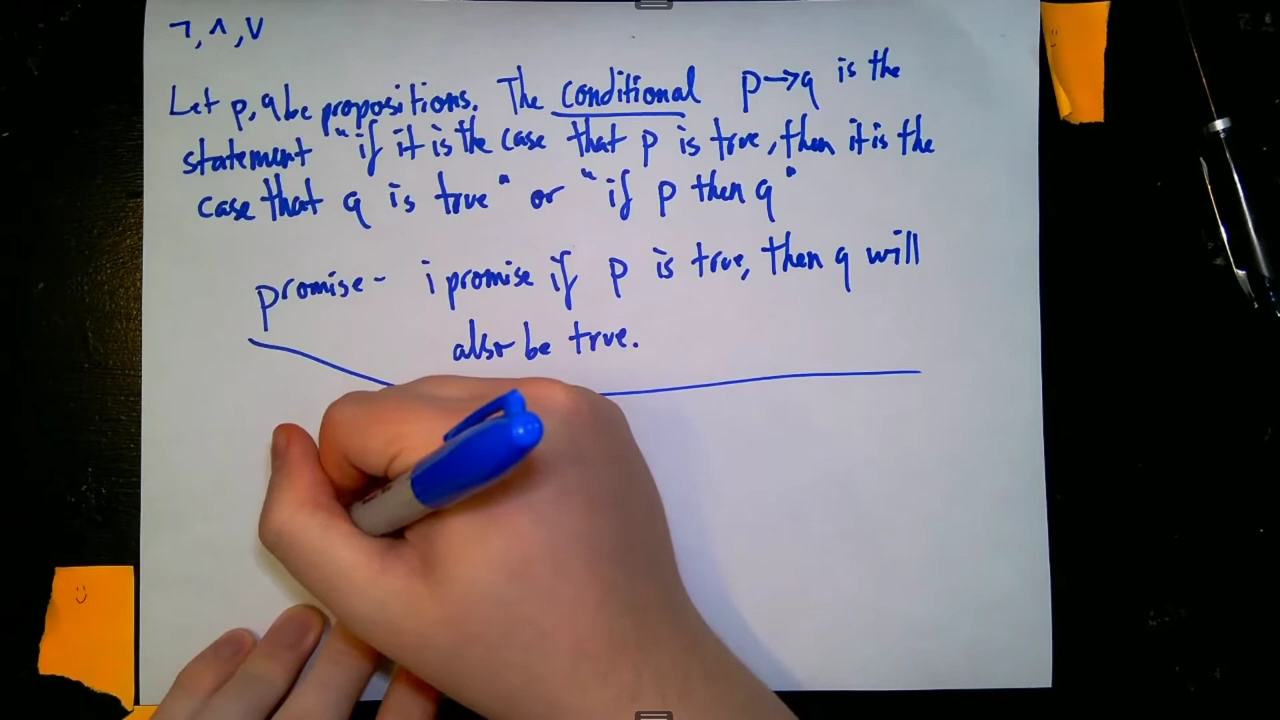 ¬, ∧, ∨
Let p, q be propositions. The conditional p→q is the
statement "if it is the case that p is true, then it is the
case that q is true" or "if p then q"
promise - i promise if p is true, then q will
also be true.